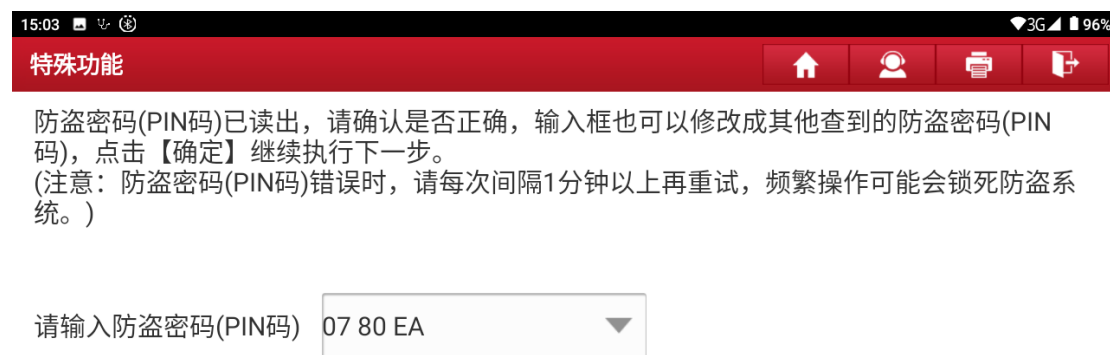 15:03 3G 96%
特殊功能
防盗密码(PIN码)已读出，请确认是否正确，输入框也可以修改成其他查到的防盗密码(PIN
码)，点击【确定】继续执行下一步。
(注意：防盗密码(PIN码)错误时，请每次间隔1分钟以上再重试，频繁操作可能会锁死防盗系
统。)
请输入防盗密码(PIN码) 07 80 EA